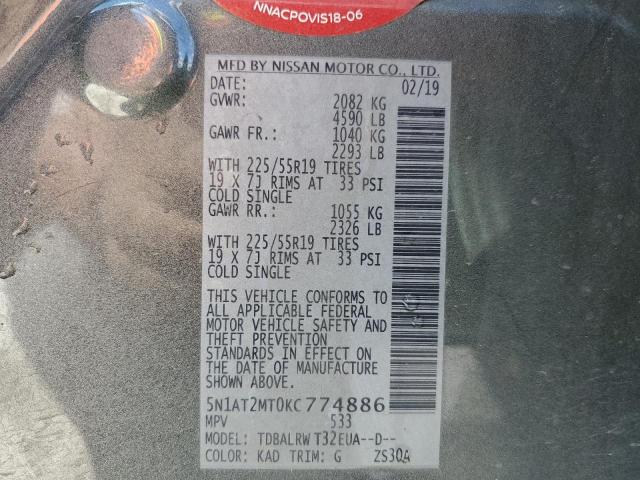 NNACPOVIS18-06
MFD BY NISSAN MOTOR CO., LTD.
DATE: 02/19
GVWR: 2082 KG
4590 LB
GAWR FR.: 1040 KG
2293 LB
WITH 225/55R19 TIRES
19 X 7J RIMS AT 33 PSI
COLD SINGLE
GAWR RR.: 1055 KG
2326 LB
WITH 225/55R19 TIRES
19 X 7J RIMS AT 33 PSI
COLD SINGLE
THIS VEHICLE CONFORMS TO
ALL APPLICABLE FEDERAL
MOTOR VEHICLE SAFETY AND
THEFT PREVENTION
STANDARDS IN EFFECT ON
THE DATE OF MANUFACTURE
SHOWN ABOVE.
5N1AT2MT0KC774886
MPV 533
MODEL: TDBALRW T32EUA--D--
COLOR: KAD TRIM: G ZS30A